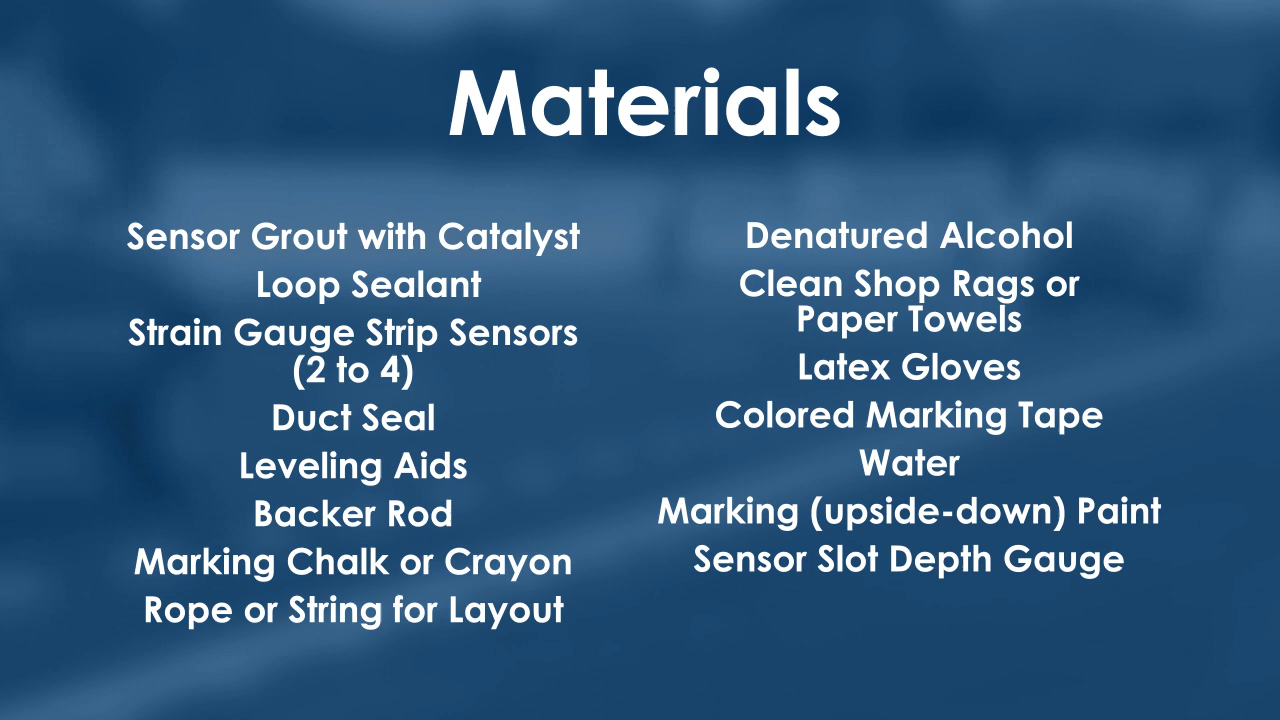 Materials
Sensor Grout with Catalyst
Loop Sealant
Strain Gauge Strip Sensors
(2 to 4)
Duct Seal
Leveling Aids
Backer Rod
Marking Chalk or Crayon
Rope or String for Layout
Denatured Alcohol
Clean Shop Rags or
Paper Towels
Latex Gloves
Colored Marking Tape
Water
Marking (upside-down) Paint
Sensor Slot Depth Gauge